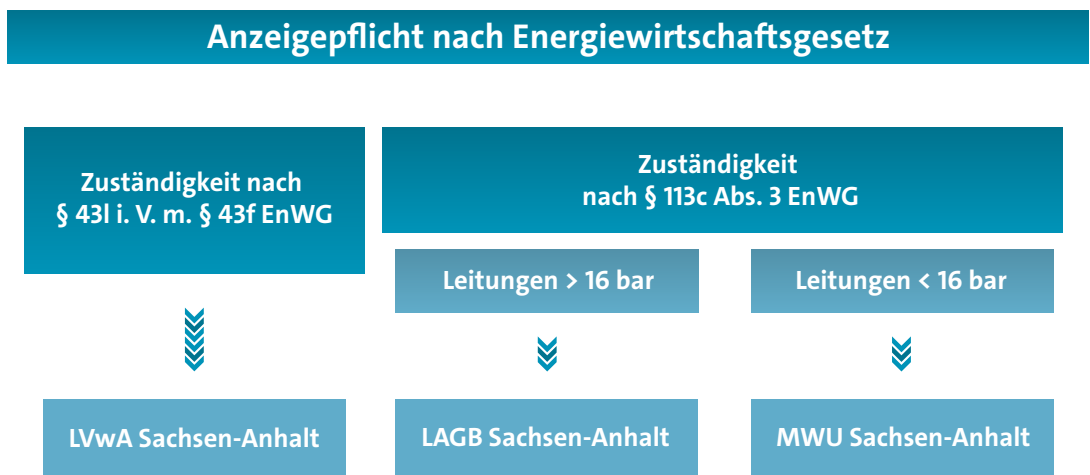 Anzeigepflicht nach Energiewirtschaftsgesetz
Zuständigkeit nach
§ 43l i. V. m. § 43f EnWG
Zuständigkeit
nach § 113c Abs. 3 EnWG
Leitungen > 16 bar
Leitungen < 16 bar
LVwA Sachsen-Anhalt
LAGB Sachsen-Anhalt
MWU Sachsen-Anhalt